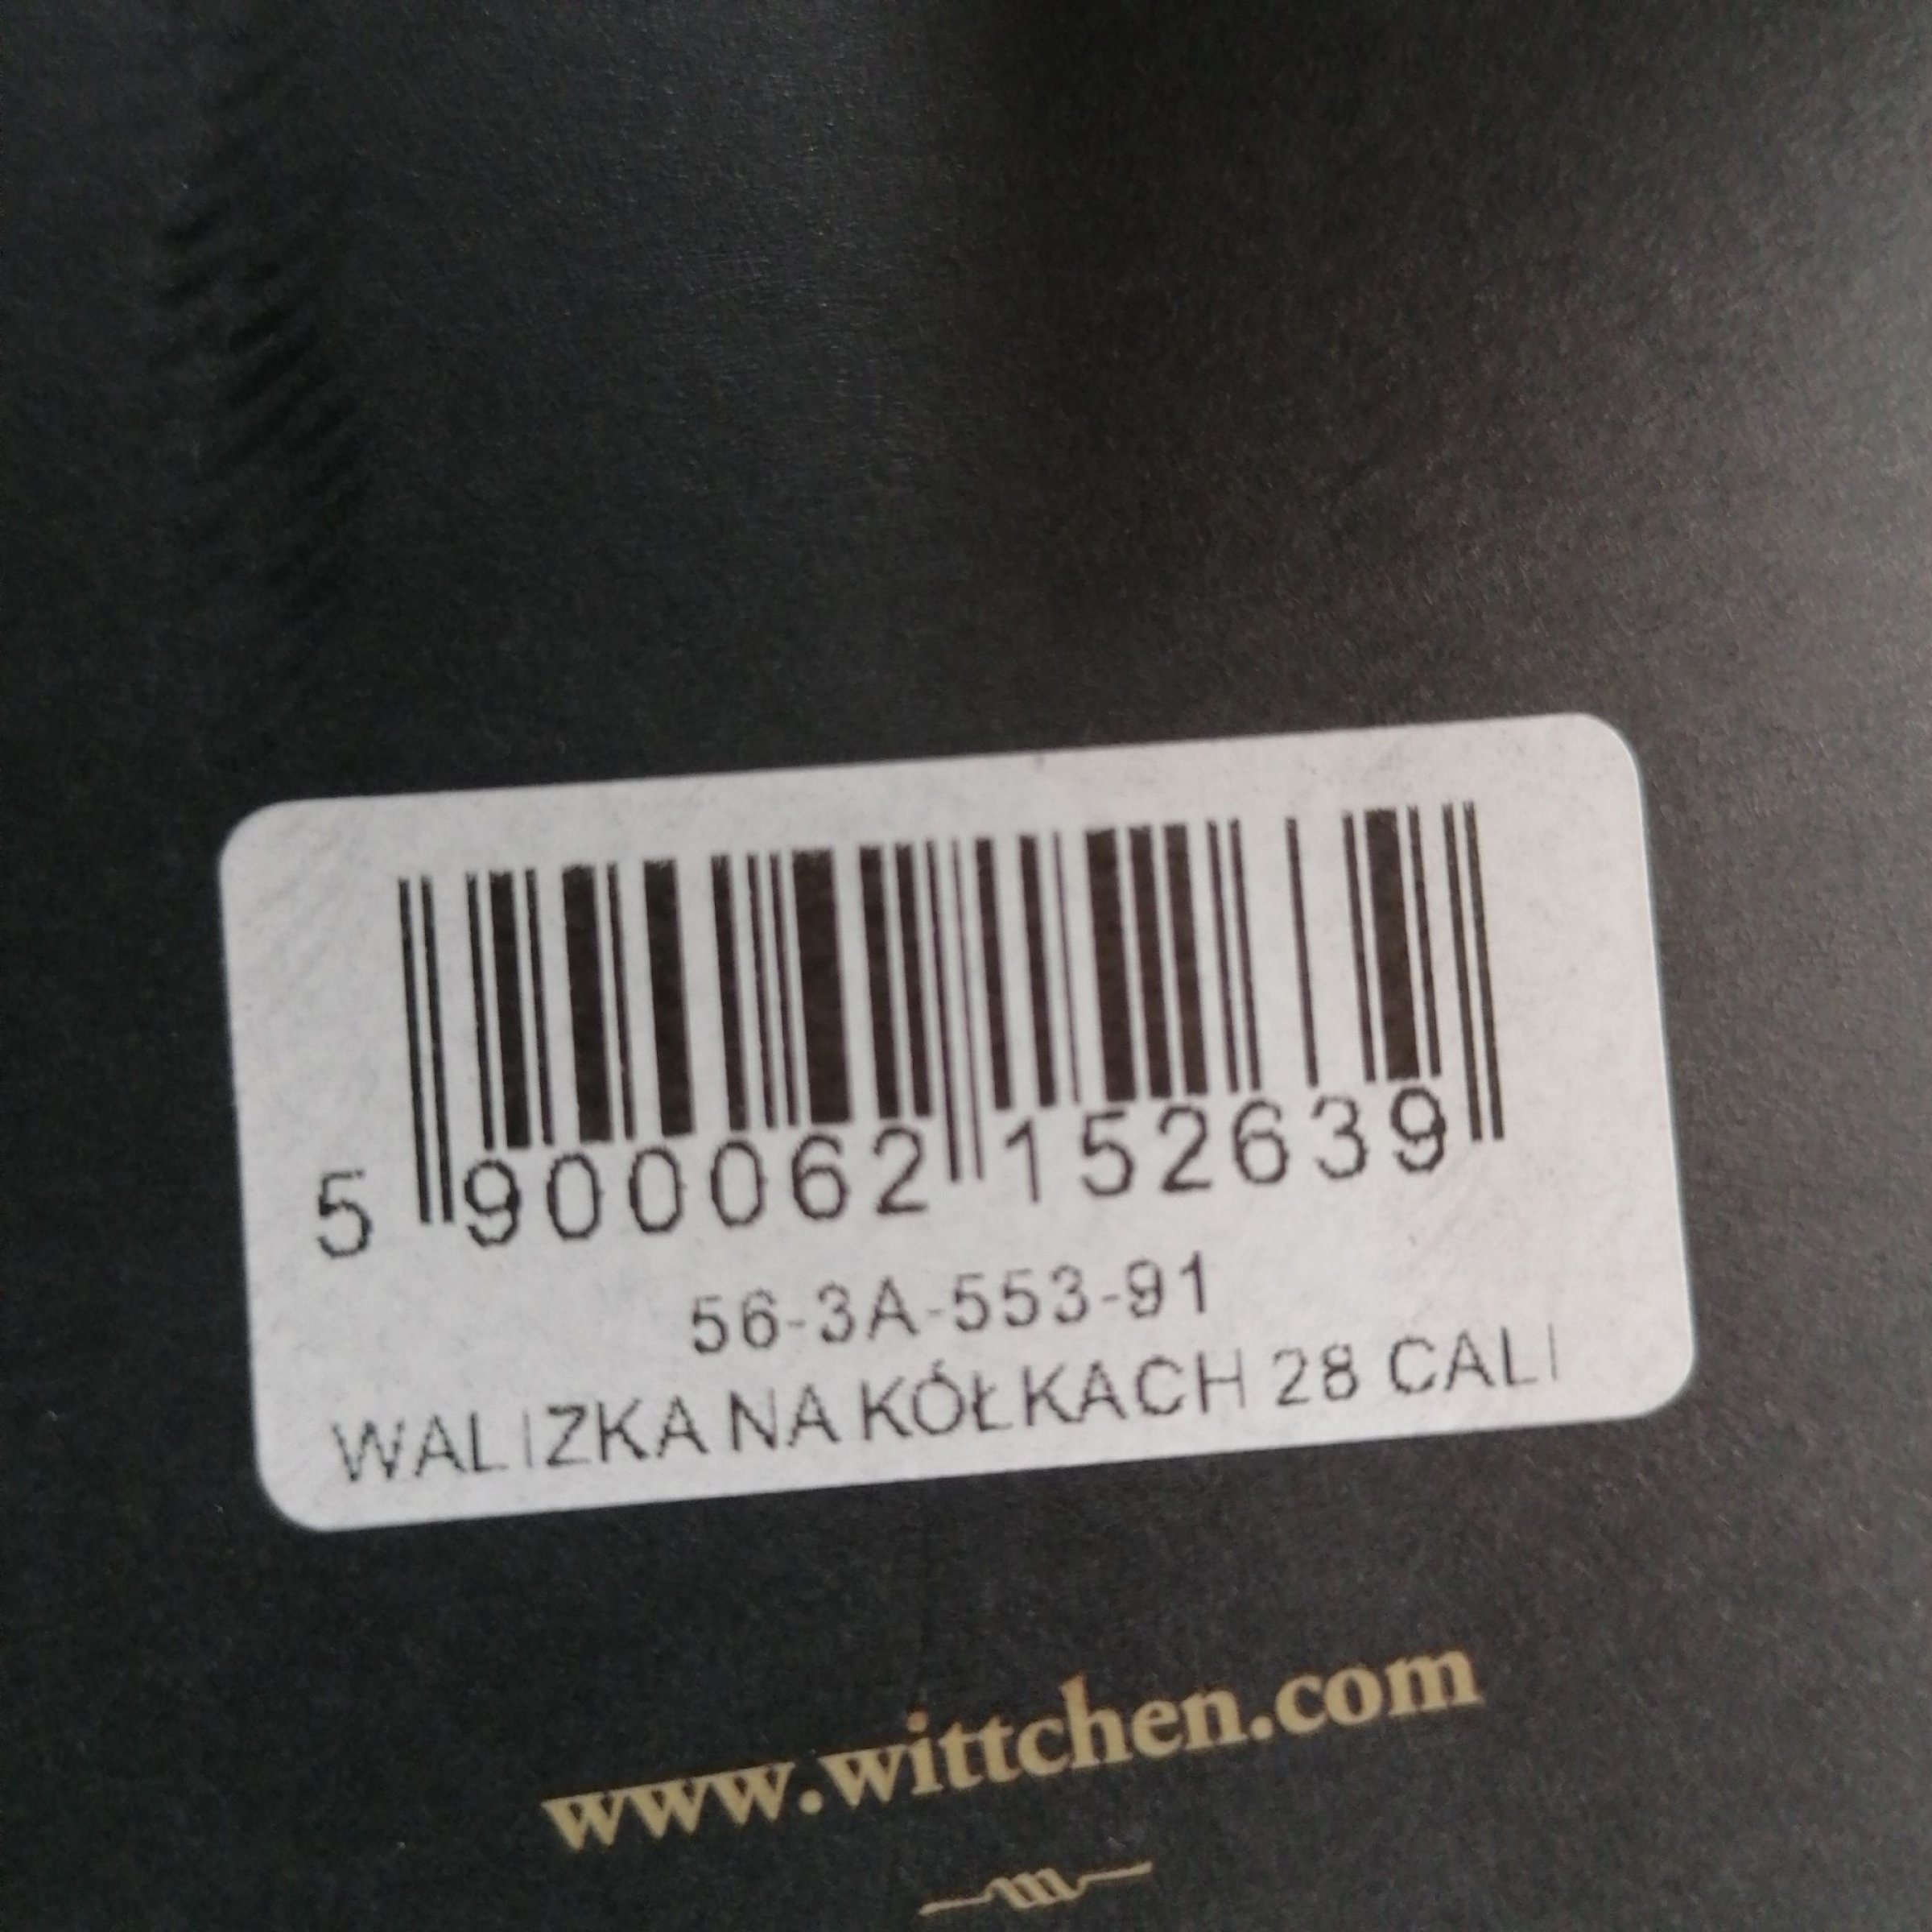 5 900062 152639
56-3A-553-91
WALIZKA NA KÓŁKACH 28 CALI
www.wittchen.com